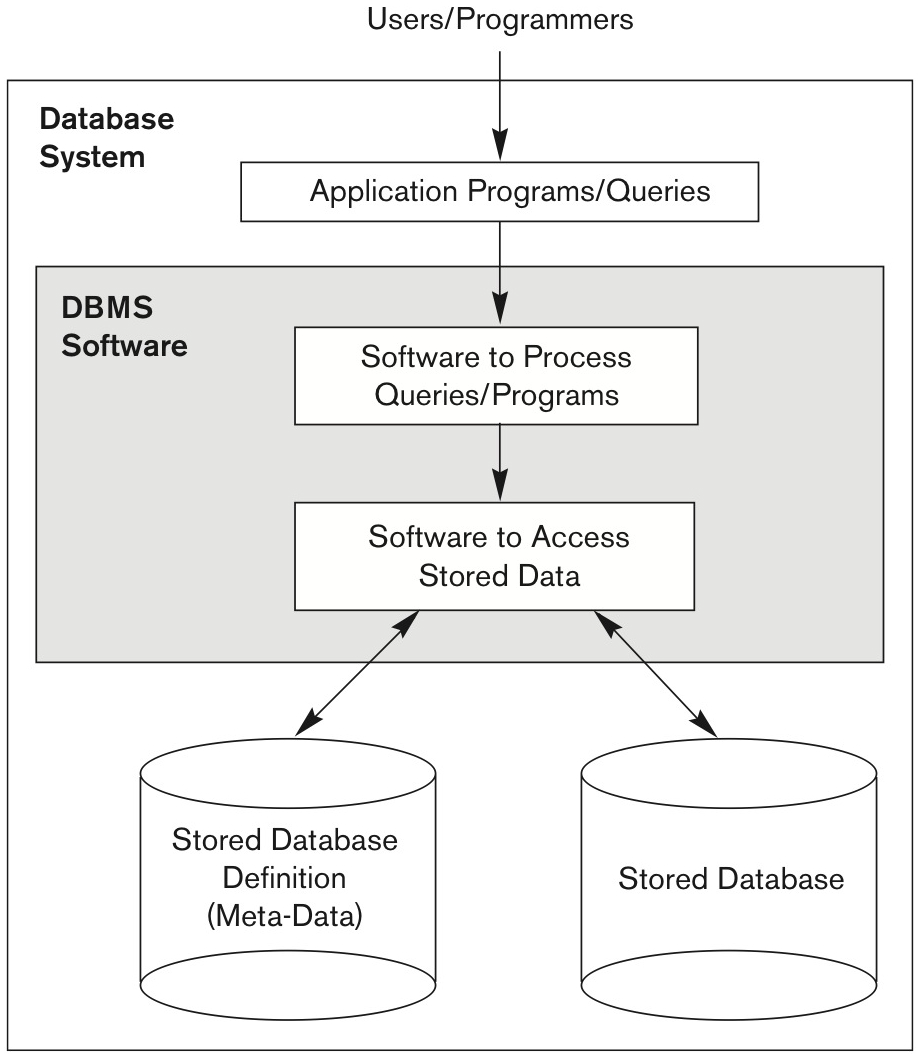 Users/Programmers
Database
System
Application Programs/Queries
DBMS
Software
Software to Process
Queries/Programs
Software to Access
Stored Data
Stored Database
Definition
(Meta-Data)
Stored Database